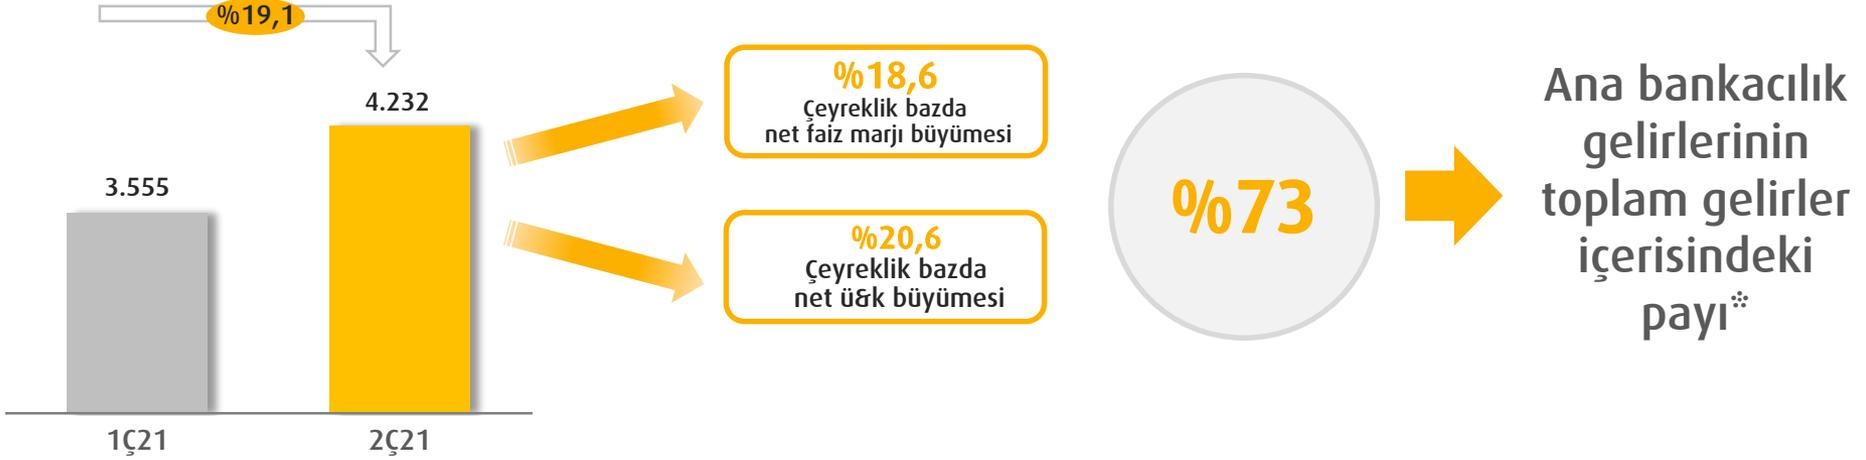 %19,1
4.232
3.555
1Ç21
2Ç21
%18,6
Çeyreklik bazda
net faiz marjı büyümesi
%20,6
Çeyreklik bazda
net ü&k büyümesi
%73
Ana bankacılık
gelirlerinin
toplam gelirler
içerisindeki
payı*